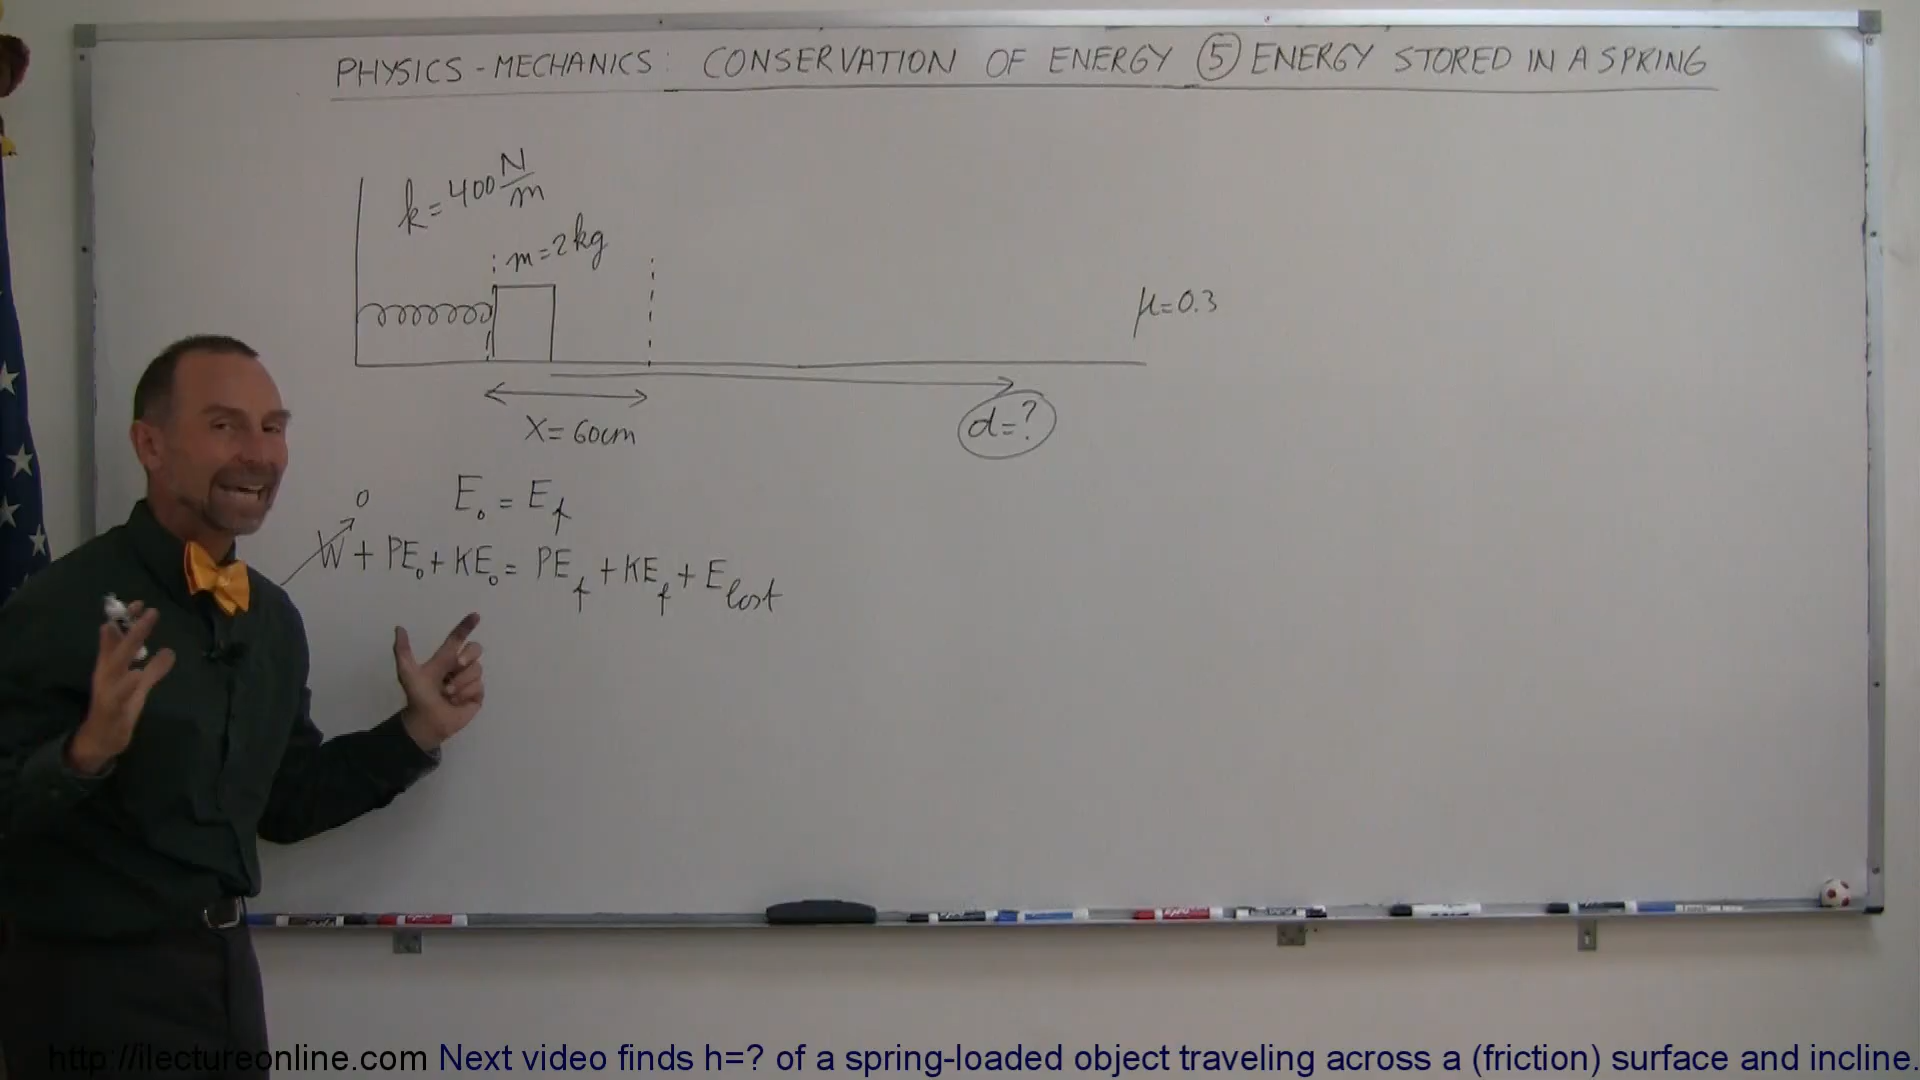 PHYSICS - MECHANICS: CONSERVATION OF ENERGY ⑤ ENERGY STORED IN A SPRING
k = 400 N/m
m = 2kg
μ = 0.3
X = 60cm
d = ?
E₀ = E_f
0
W + PE₀ + KE₀ = PE_f + KE_f + E_lost
http://ilectureonline.com Next video finds h=? of a spring-loaded object traveling across a (friction) surface and incline.